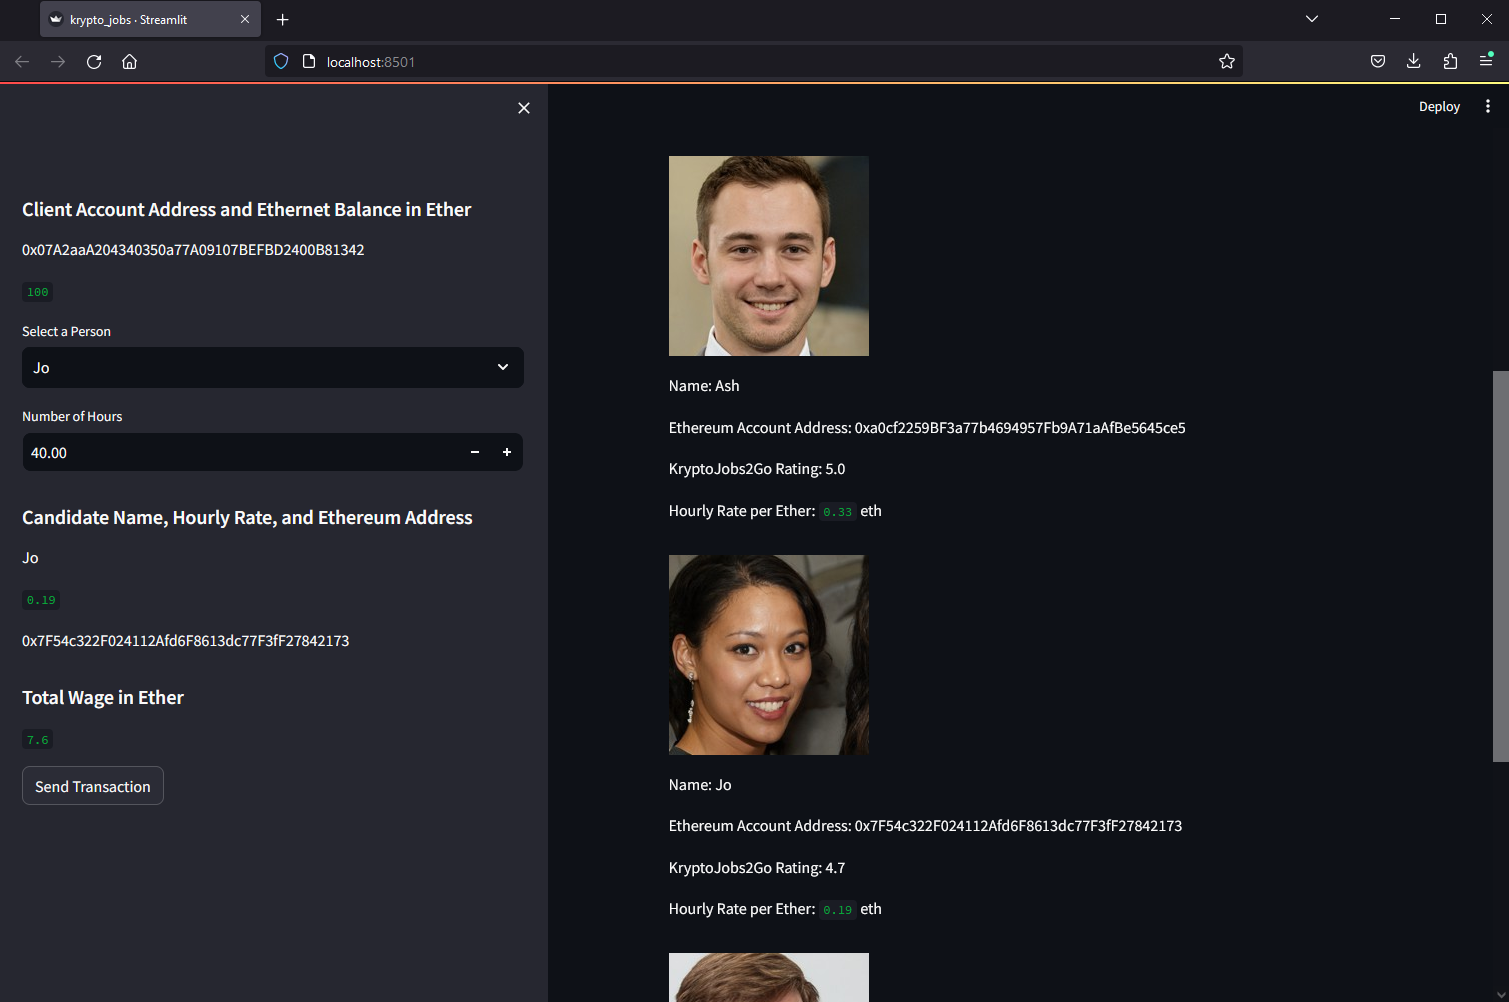 krypto_jobs · Streamlit
localhost:8501
Deploy
Client Account Address and Ethernet Balance in Ether
0x07A2aaA204340350a77A09107BEFBD2400B81342
100
Select a Person
Jo
Number of Hours
40.00
Candidate Name, Hourly Rate, and Ethereum Address
Jo
0.19
0x7F54c322F024112Afd6F8613dc77F3fF27842173
Total Wage in Ether
7.6
Send Transaction
Name: Ash
Ethereum Account Address: 0xa0cf2259BF3a77b4694957Fb9A71aAfBe5645ce5
KryptoJobs2Go Rating: 5.0
Hourly Rate per Ether: 0.33 eth
Name: Jo
Ethereum Account Address: 0x7F54c322F024112Afd6F8613dc77F3fF27842173
KryptoJobs2Go Rating: 4.7
Hourly Rate per Ether: 0.19 eth